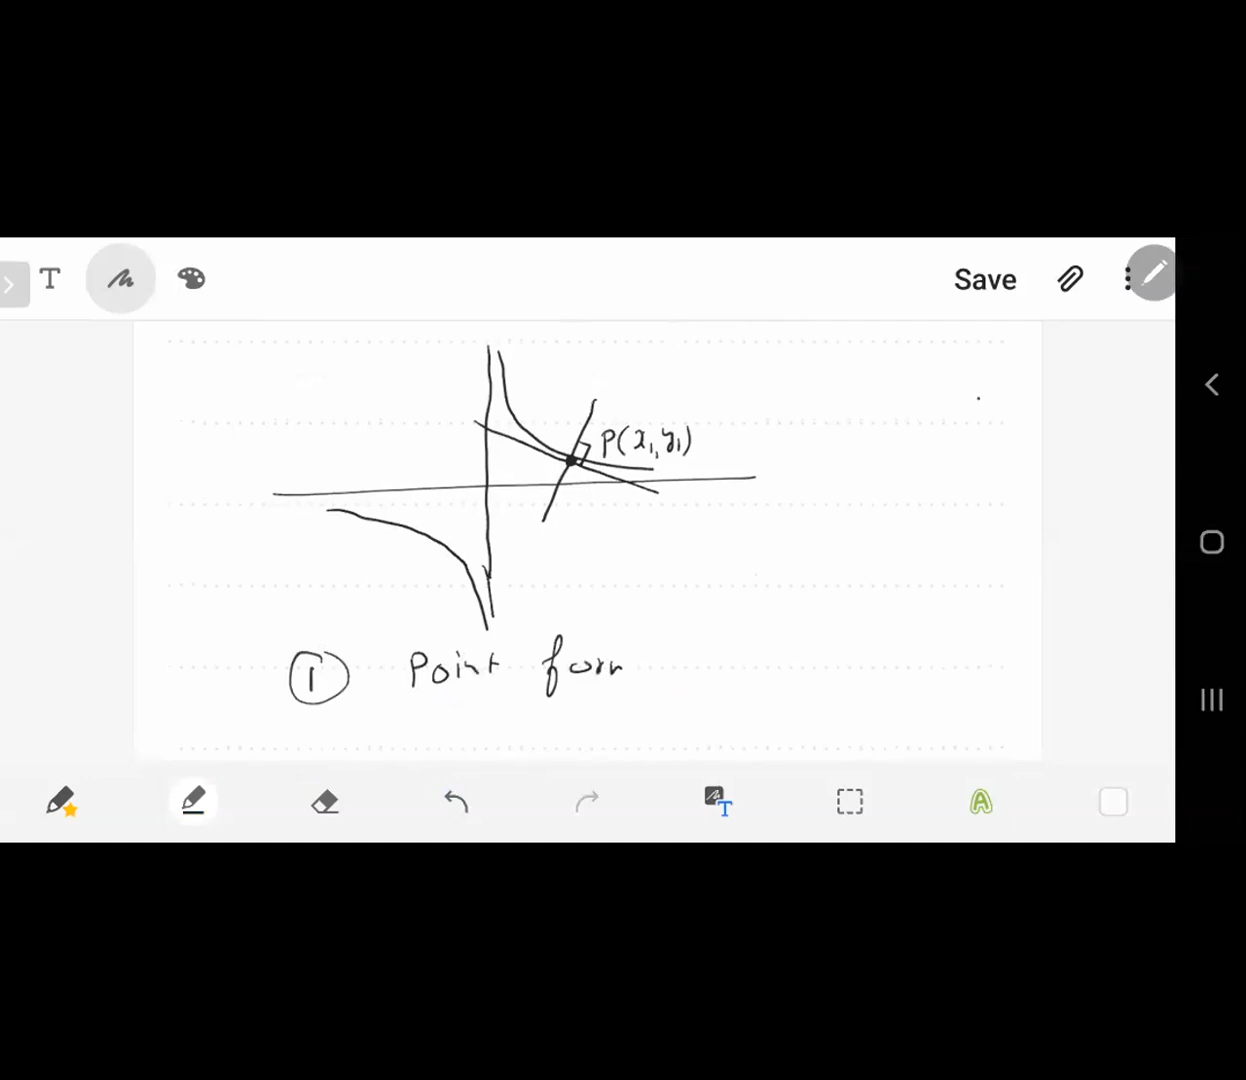 T
Save
P(x₁,y₁)
① Point form
T
A